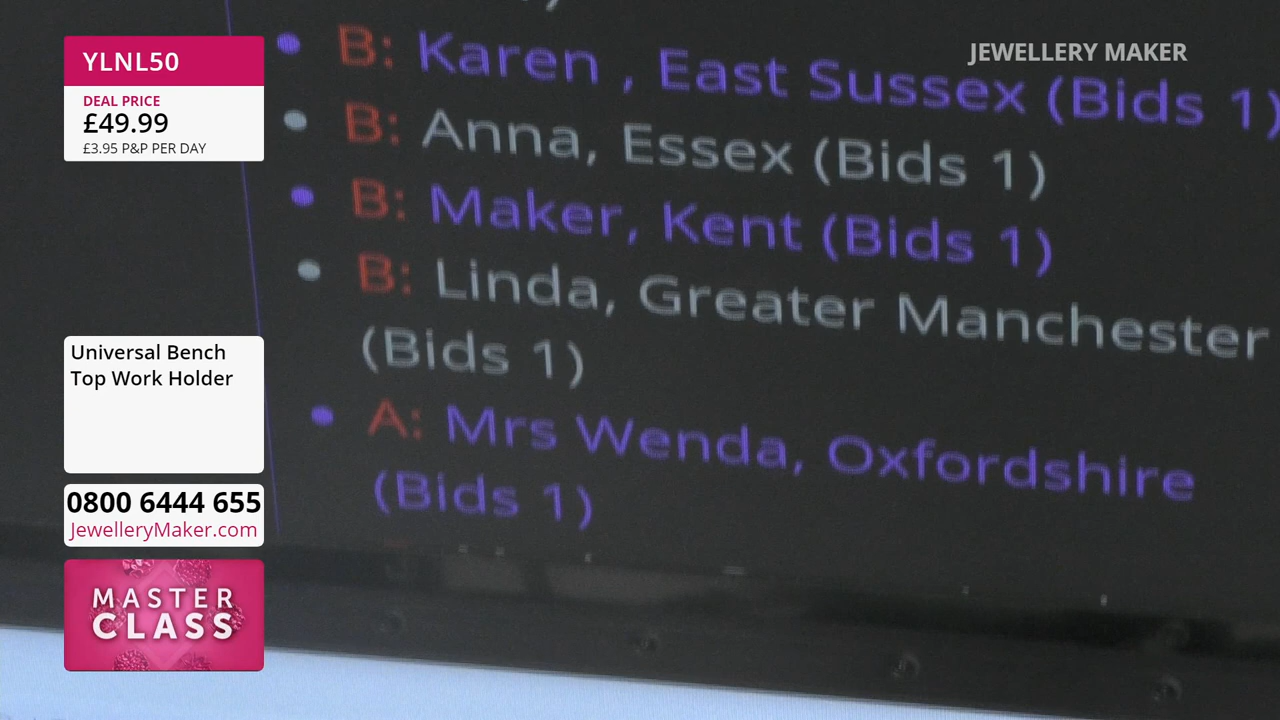 YLNL50
DEAL PRICE
£49.99
£3.95 P&P PER DAY
Universal Bench
Top Work Holder
0800 6444 655
JewelleryMaker.com
MASTER
CLASS
JEWELLERY MAKER
B: Karen , East Sussex (Bids 1)
B: Anna, Essex (Bids 1)
B: Maker, Kent (Bids 1)
B: Linda, Greater Manchester
(Bids 1)
A: Mrs Wenda, Oxfordshire
(Bids 1)